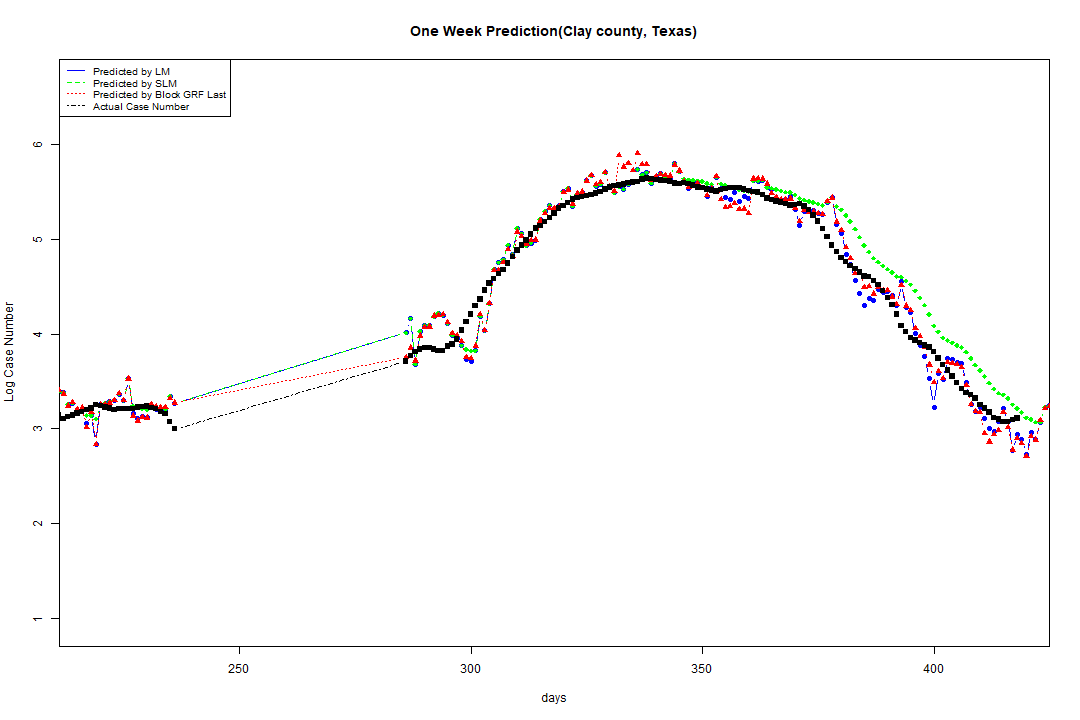 One Week Prediction(Clay county, Texas)
Predicted by LM
Predicted by SLM
Predicted by Block GRF Last
Actual Case Number
6
5
4
3
2
1
Log Case Number
250 300 350 400
days